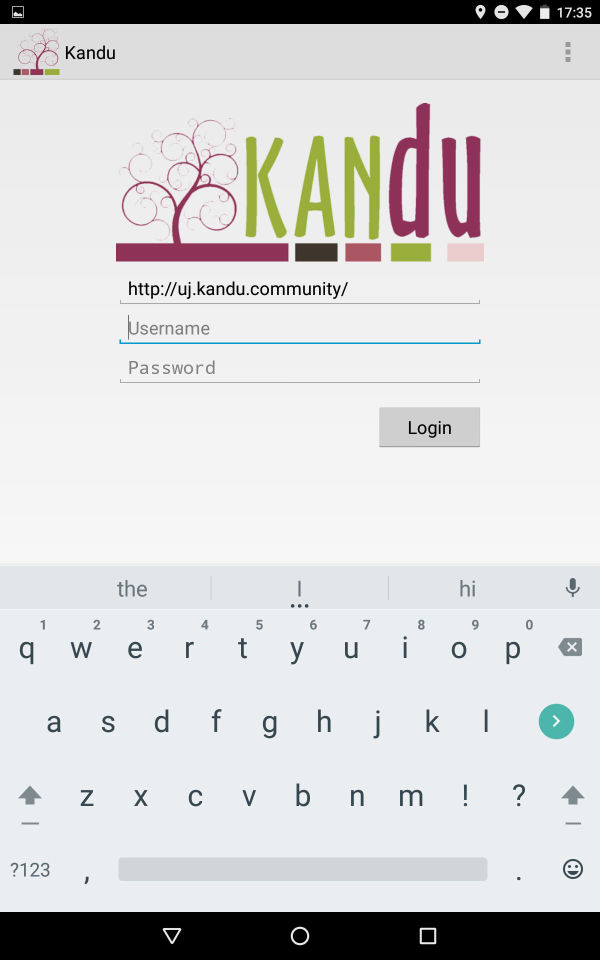 17:35
Kandu
KANdu
http://uj.kandu.community/
Username
Password
Login
the I hi
1 2 3 4 5 6 7 8 9 0
q w e r t y u i o p
a s d f g h j k l
z x c v b n m ! ?
?123 , .